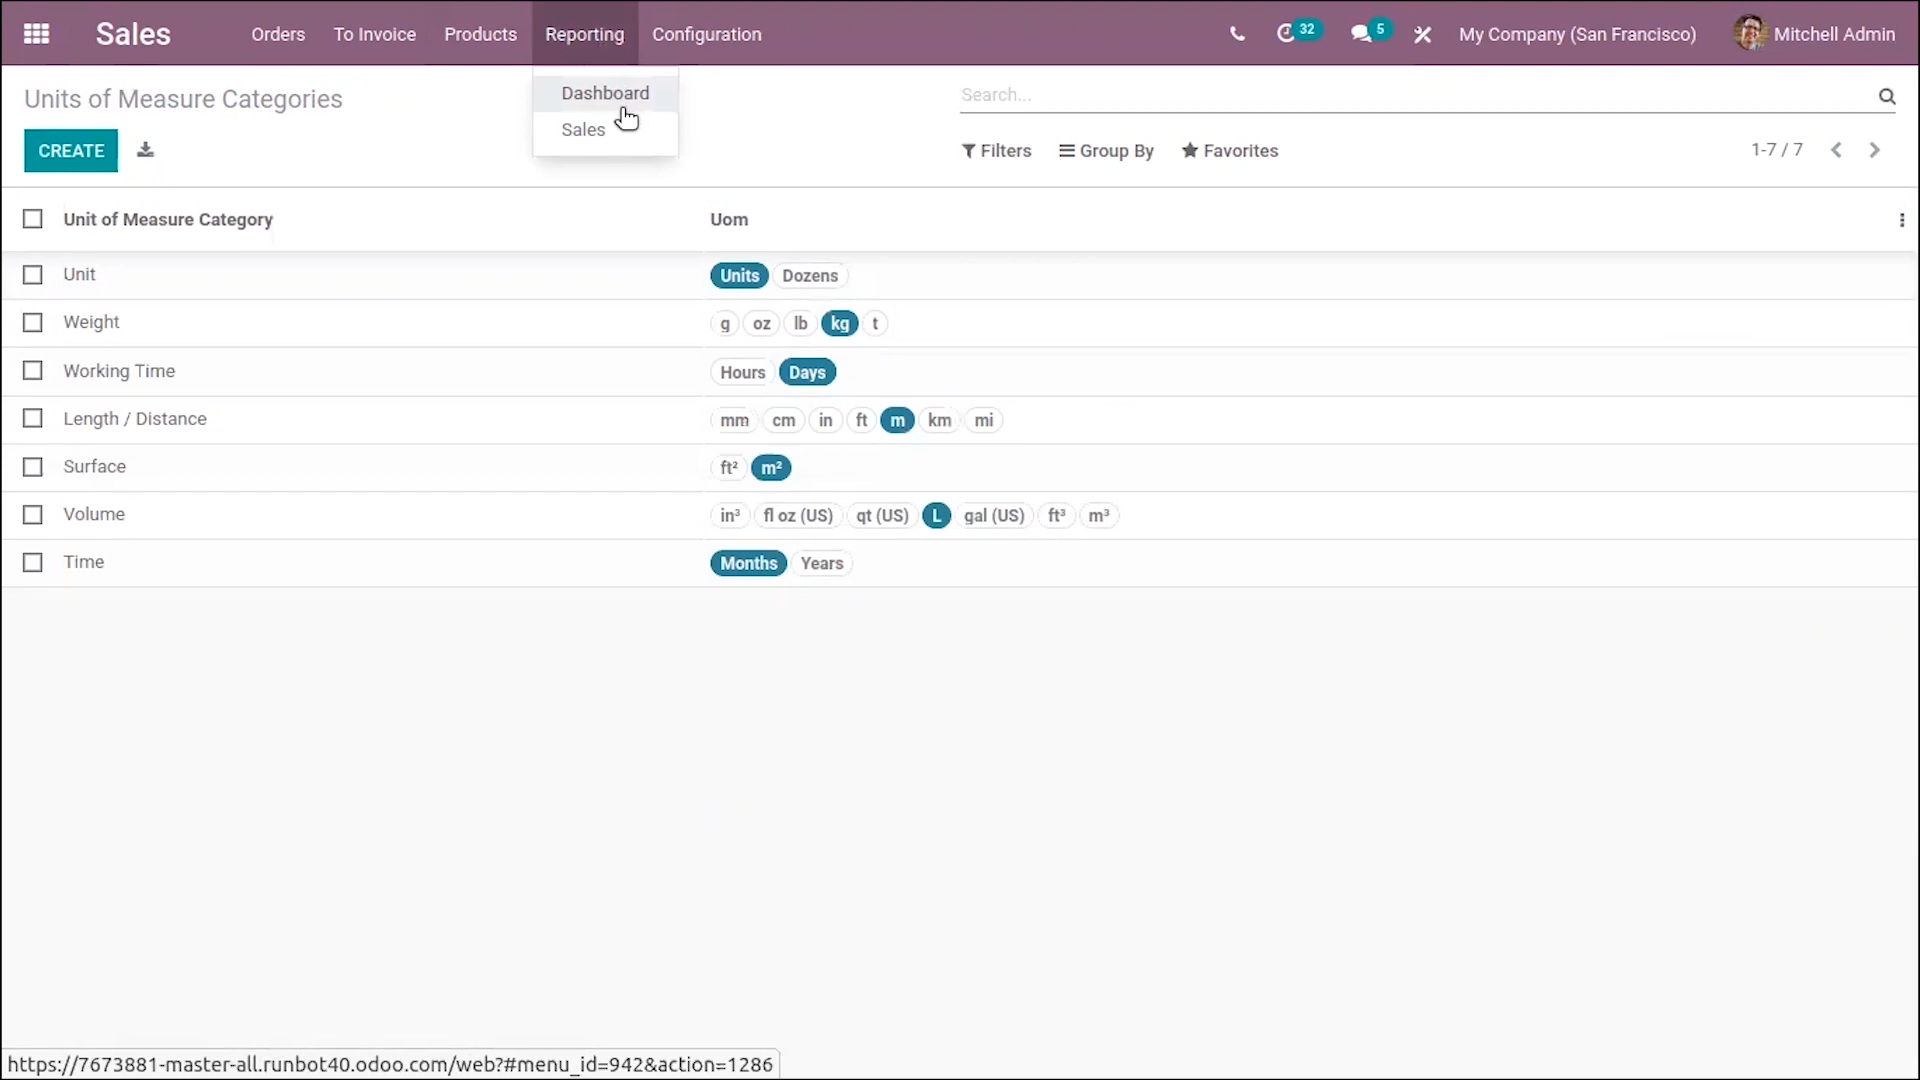 Sales Orders To Invoice Products Reporting Configuration 32 5 My Company (San Francisco) Mitchell Admin
Units of Measure Categories
Dashboard
Sales
Search...
CREATE
Filters Group By Favorites 1-7 / 7
Unit of Measure Category Uom
Unit Units Dozens
Weight g oz lb kg t
Working Time Hours Days
Length / Distance mm cm in ft m km mi
Surface ft² m²
Volume in³ fl oz (US) qt (US) L gal (US) ft³ m³
Time Months Years
https://7673881-master-all.runbot40.odoo.com/web?#menu_id=942&action=1286